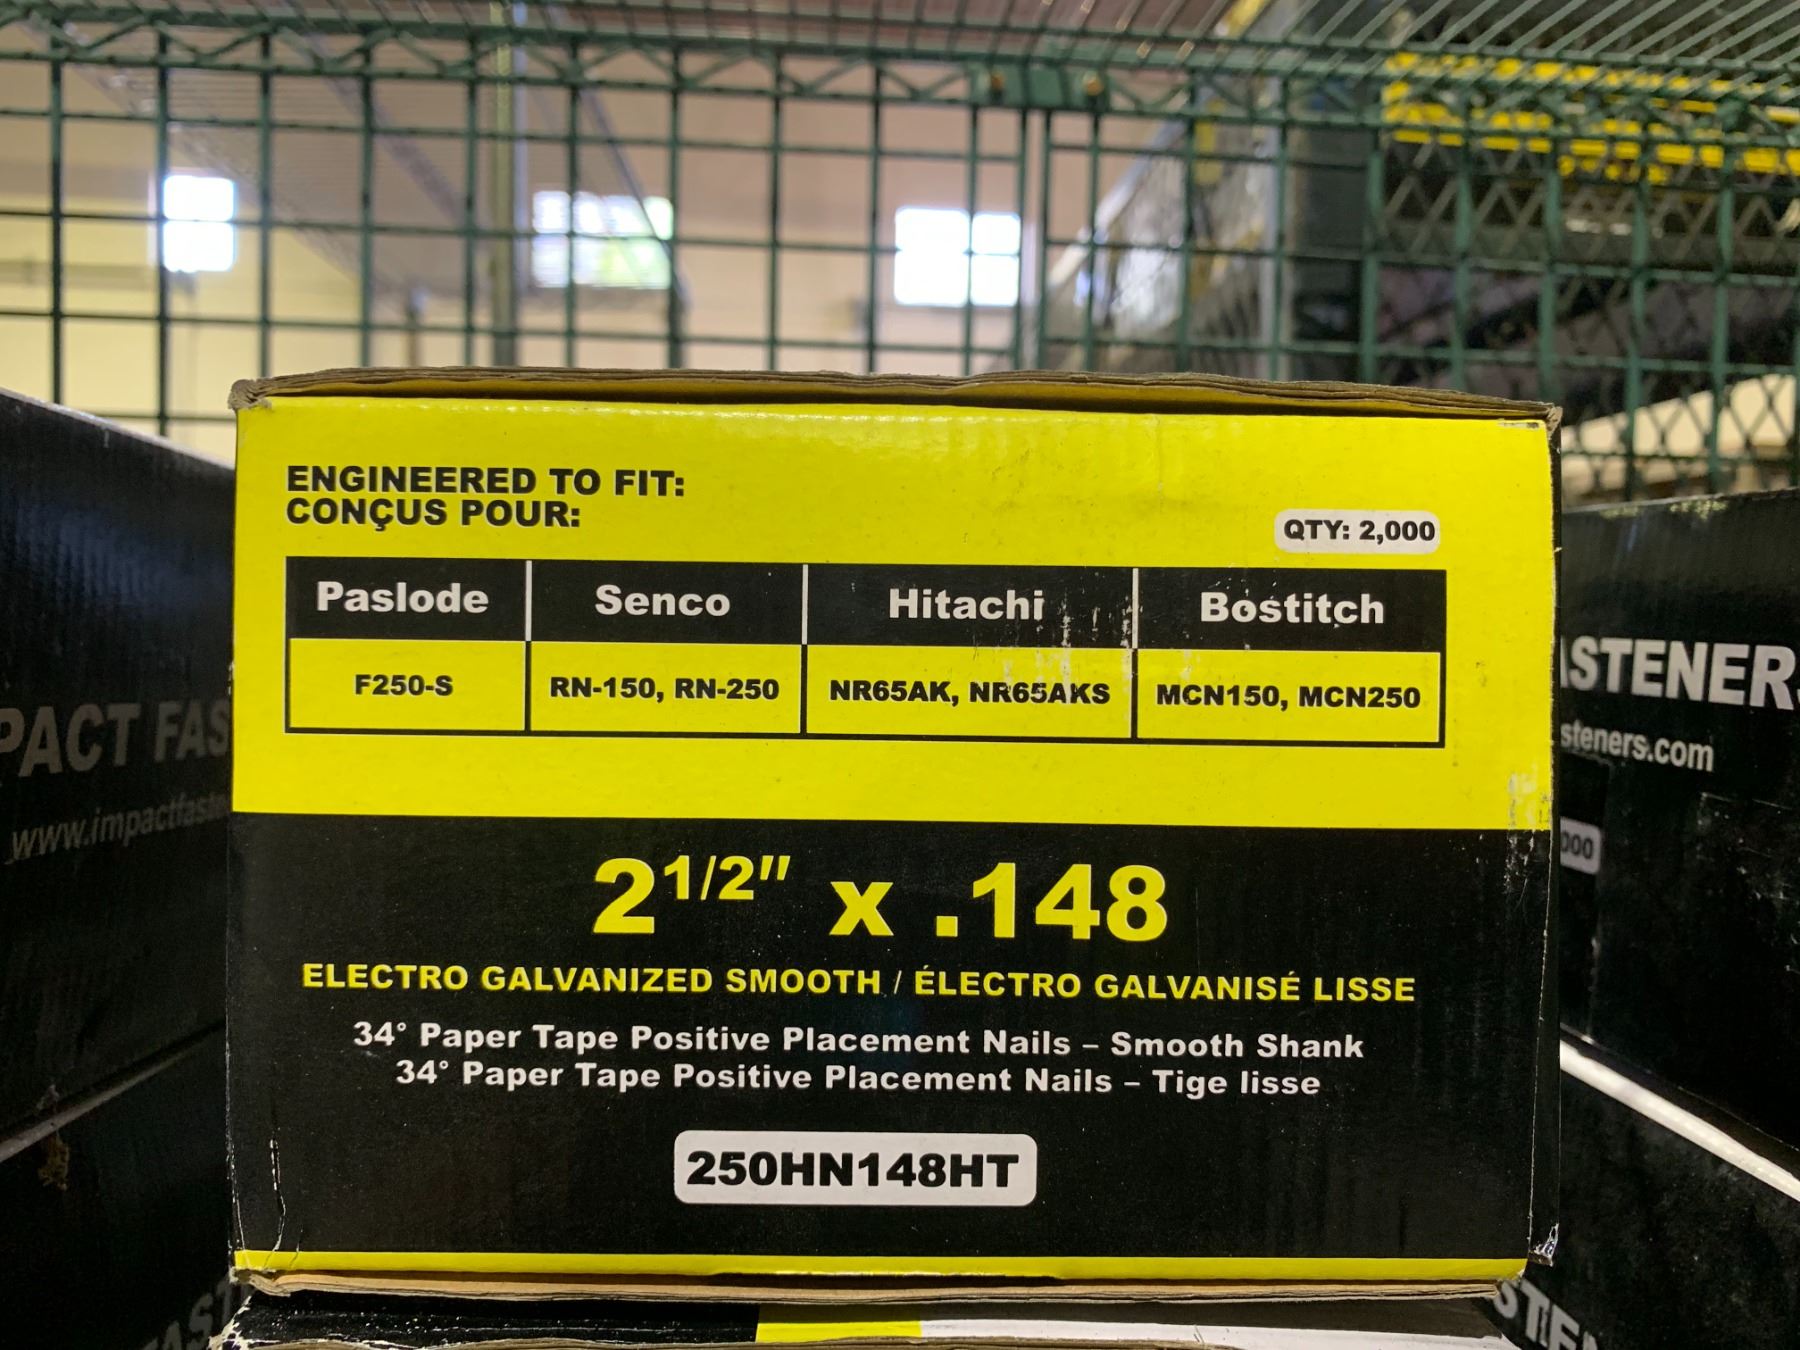 ENGINEERED TO FIT:
CONÇUS POUR:
QTY: 2,000
Paslode Senco Hitachi Bostitch
F250-S RN-150, RN-250 NR65AK, NR65AKS MCN150, MCN250
2 1/2" x .148
ELECTRO GALVANIZED SMOOTH / ÉLECTRO GALVANISÉ LISSE
34° Paper Tape Positive Placement Nails – Smooth Shank
34° Paper Tape Positive Placement Nails – Tige lisse
250HN148HT
PACT FAS
www.impactfaste
ASTENER
steners.com
000